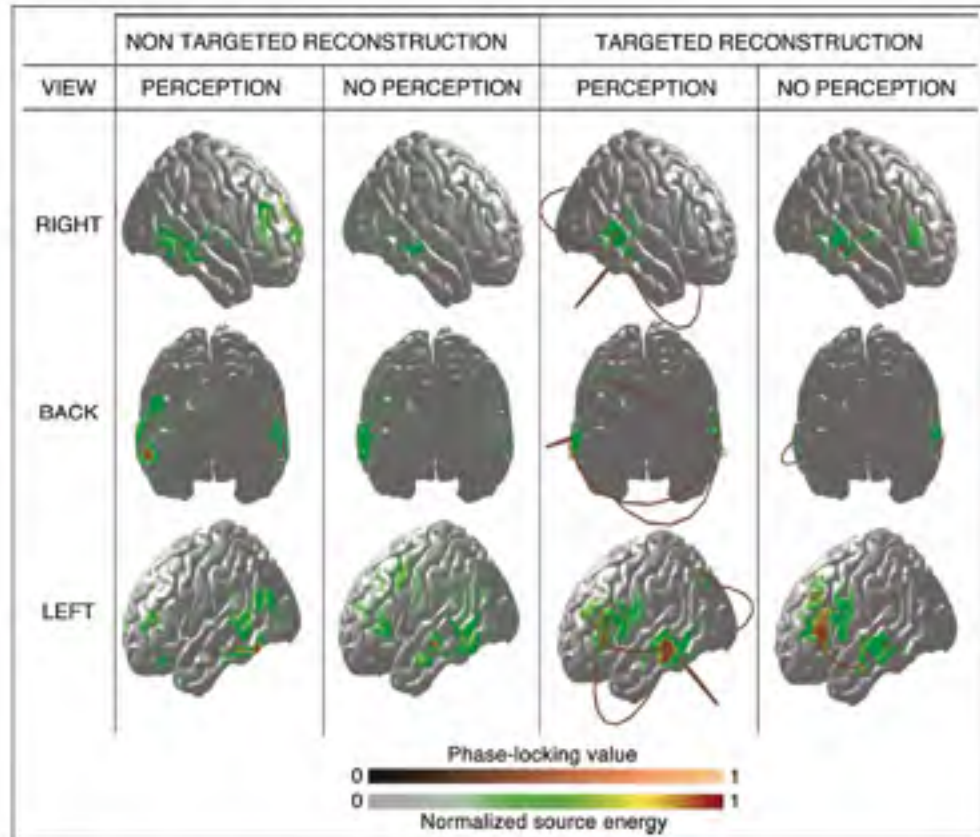 NON TARGETED RECONSTRUCTION TARGETED RECONSTRUCTION
VIEW PERCEPTION NO PERCEPTION PERCEPTION NO PERCEPTION
RIGHT
BACK
LEFT
Phase-locking value
0 1
0 1
Normalized source energy